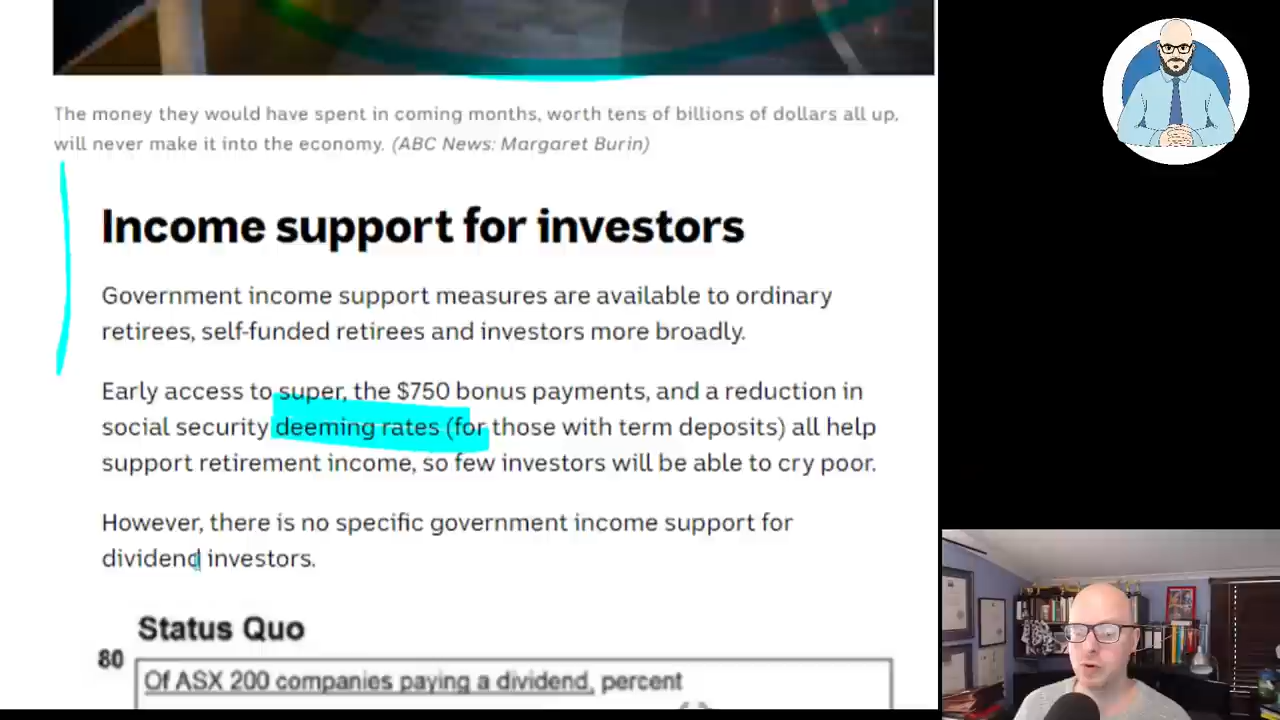 The money they would have spent in coming months, worth tens of billions of dollars all up,
will never make it into the economy. (ABC News: Margaret Burin)
Income support for investors
Government income support measures are available to ordinary
retirees, self-funded retirees and investors more broadly.
Early access to super, the $750 bonus payments, and a reduction in
social security deeming rates (for those with term deposits) all help
support retirement income, so few investors will be able to cry poor.
However, there is no specific government income support for
dividend investors.
Status Quo
80
Of ASX 200 companies paying a dividend, percent